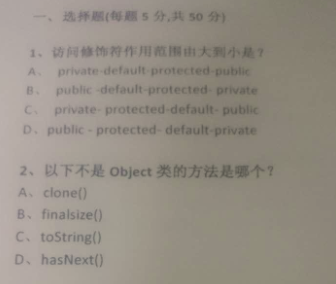 一、选择题(每题 5 分,共 50 分)
1、访问修饰符作用范围由大到小是？
A、 private-default-protected-public
B、 public -default-protected- private
C、 private- protected-default- public
D、public - protected- default-private
2、以下不是 Object 类的方法是哪个？
A、clone()
B、finalsize()
C、toString()
D、hasNext()